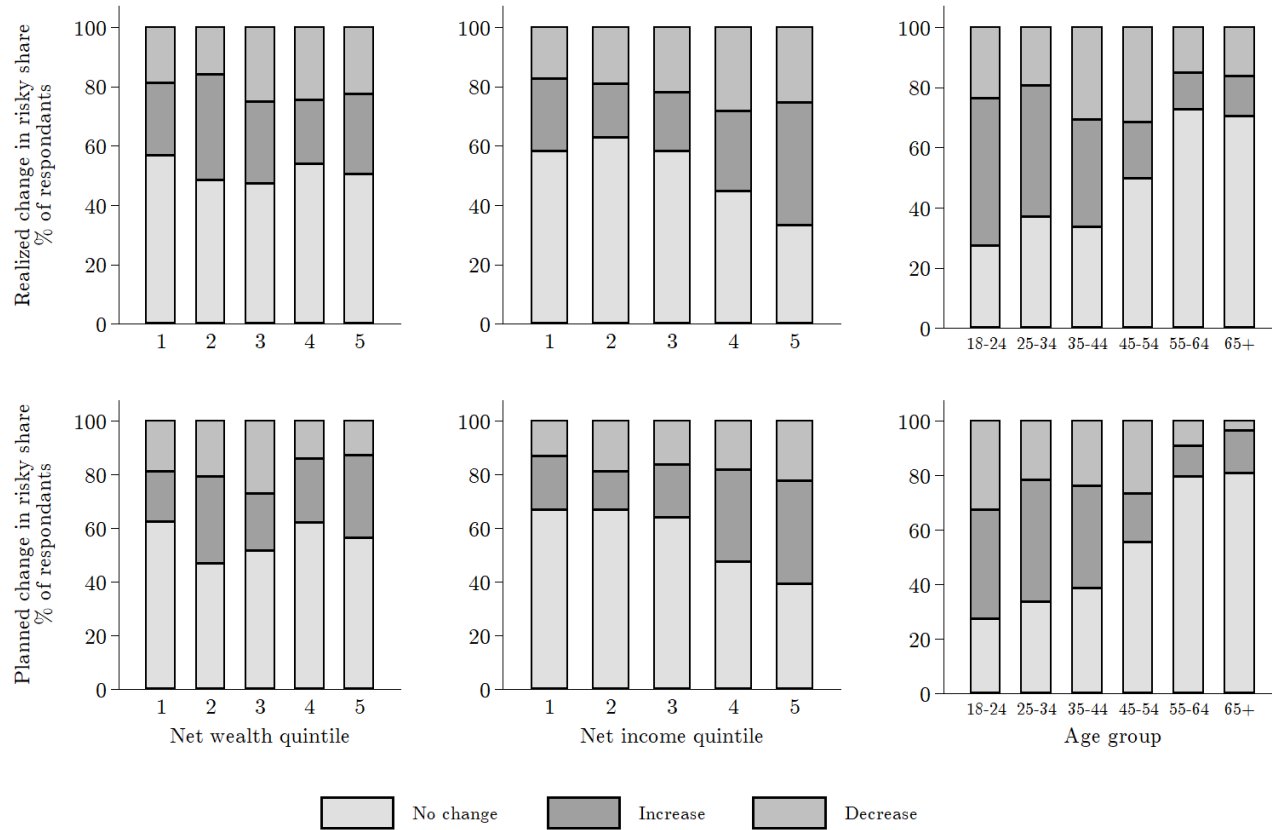 Realized change in risky share
% of respondants
100
80
60
40
20
0
1 2 3 4 5
100
80
60
40
20
0
1 2 3 4 5
100
80
60
40
20
0
18-24 25-34 35-44 45-54 55-64 65+
Planned change in risky share
% of respondants
100
80
60
40
20
0
1 2 3 4 5
Net wealth quintile
100
80
60
40
20
0
1 2 3 4 5
Net income quintile
100
80
60
40
20
0
18-24 25-34 35-44 45-54 55-64 65+
Age group
No change Increase Decrease